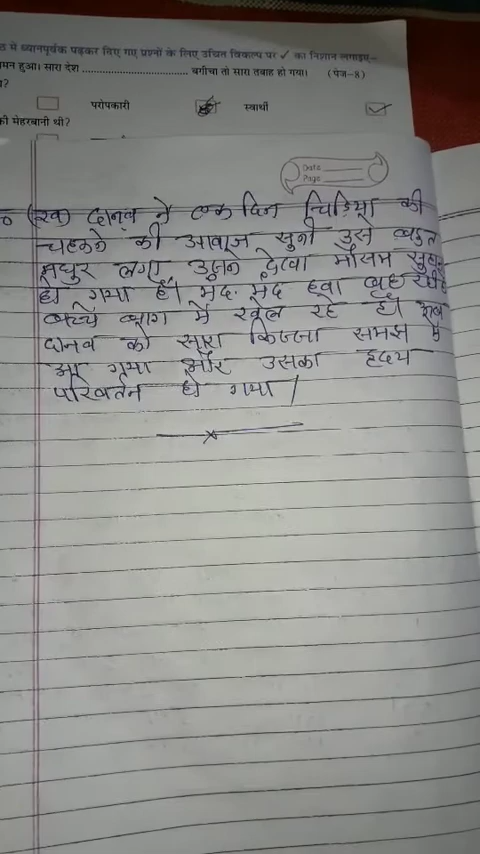 में ध्यानपूर्वक पढ़कर दिए गए प्रश्नों के लिए उचित विकल्प पर ✓ का निशान लगाइए–
हुआ। सारा देश .................................. बगीचा तो सारा तबाह हो गया। (पेज-8)
परोपकारी स्वार्थी
की मेहरबानी थी?
Date
Page
(ख) दानव ने एक दिन चिड़िया की
चहकने की आवाज सुनी उसे बहुत
मधुर लगा उसने देखा मौसम
हो गया है। मंद-मंद हवा बह रही
बच्चे बाग में खेल रहे है। अब
दानव को सारा किस्सा समझ में
आ गया और उसका हृदय
परिवर्तन हो गया।